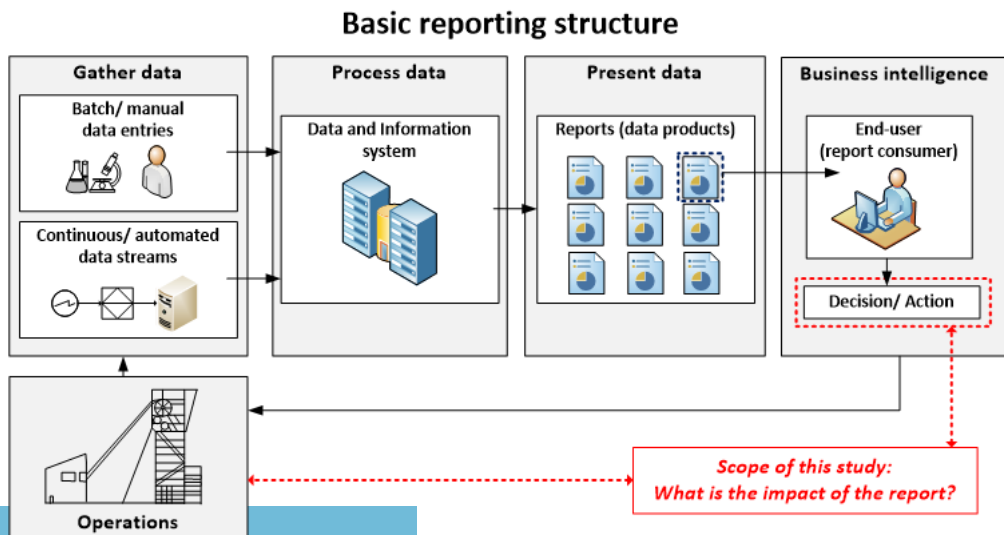 Basic reporting structure
Gather data
Batch/ manual
data entries
Continuous/ automated
data streams
Process data
Data and Information
system
Present data
Reports (data products)
Business intelligence
End-user
(report consumer)
Decision/ Action
Operations
Scope of this study:
What is the impact of the report?